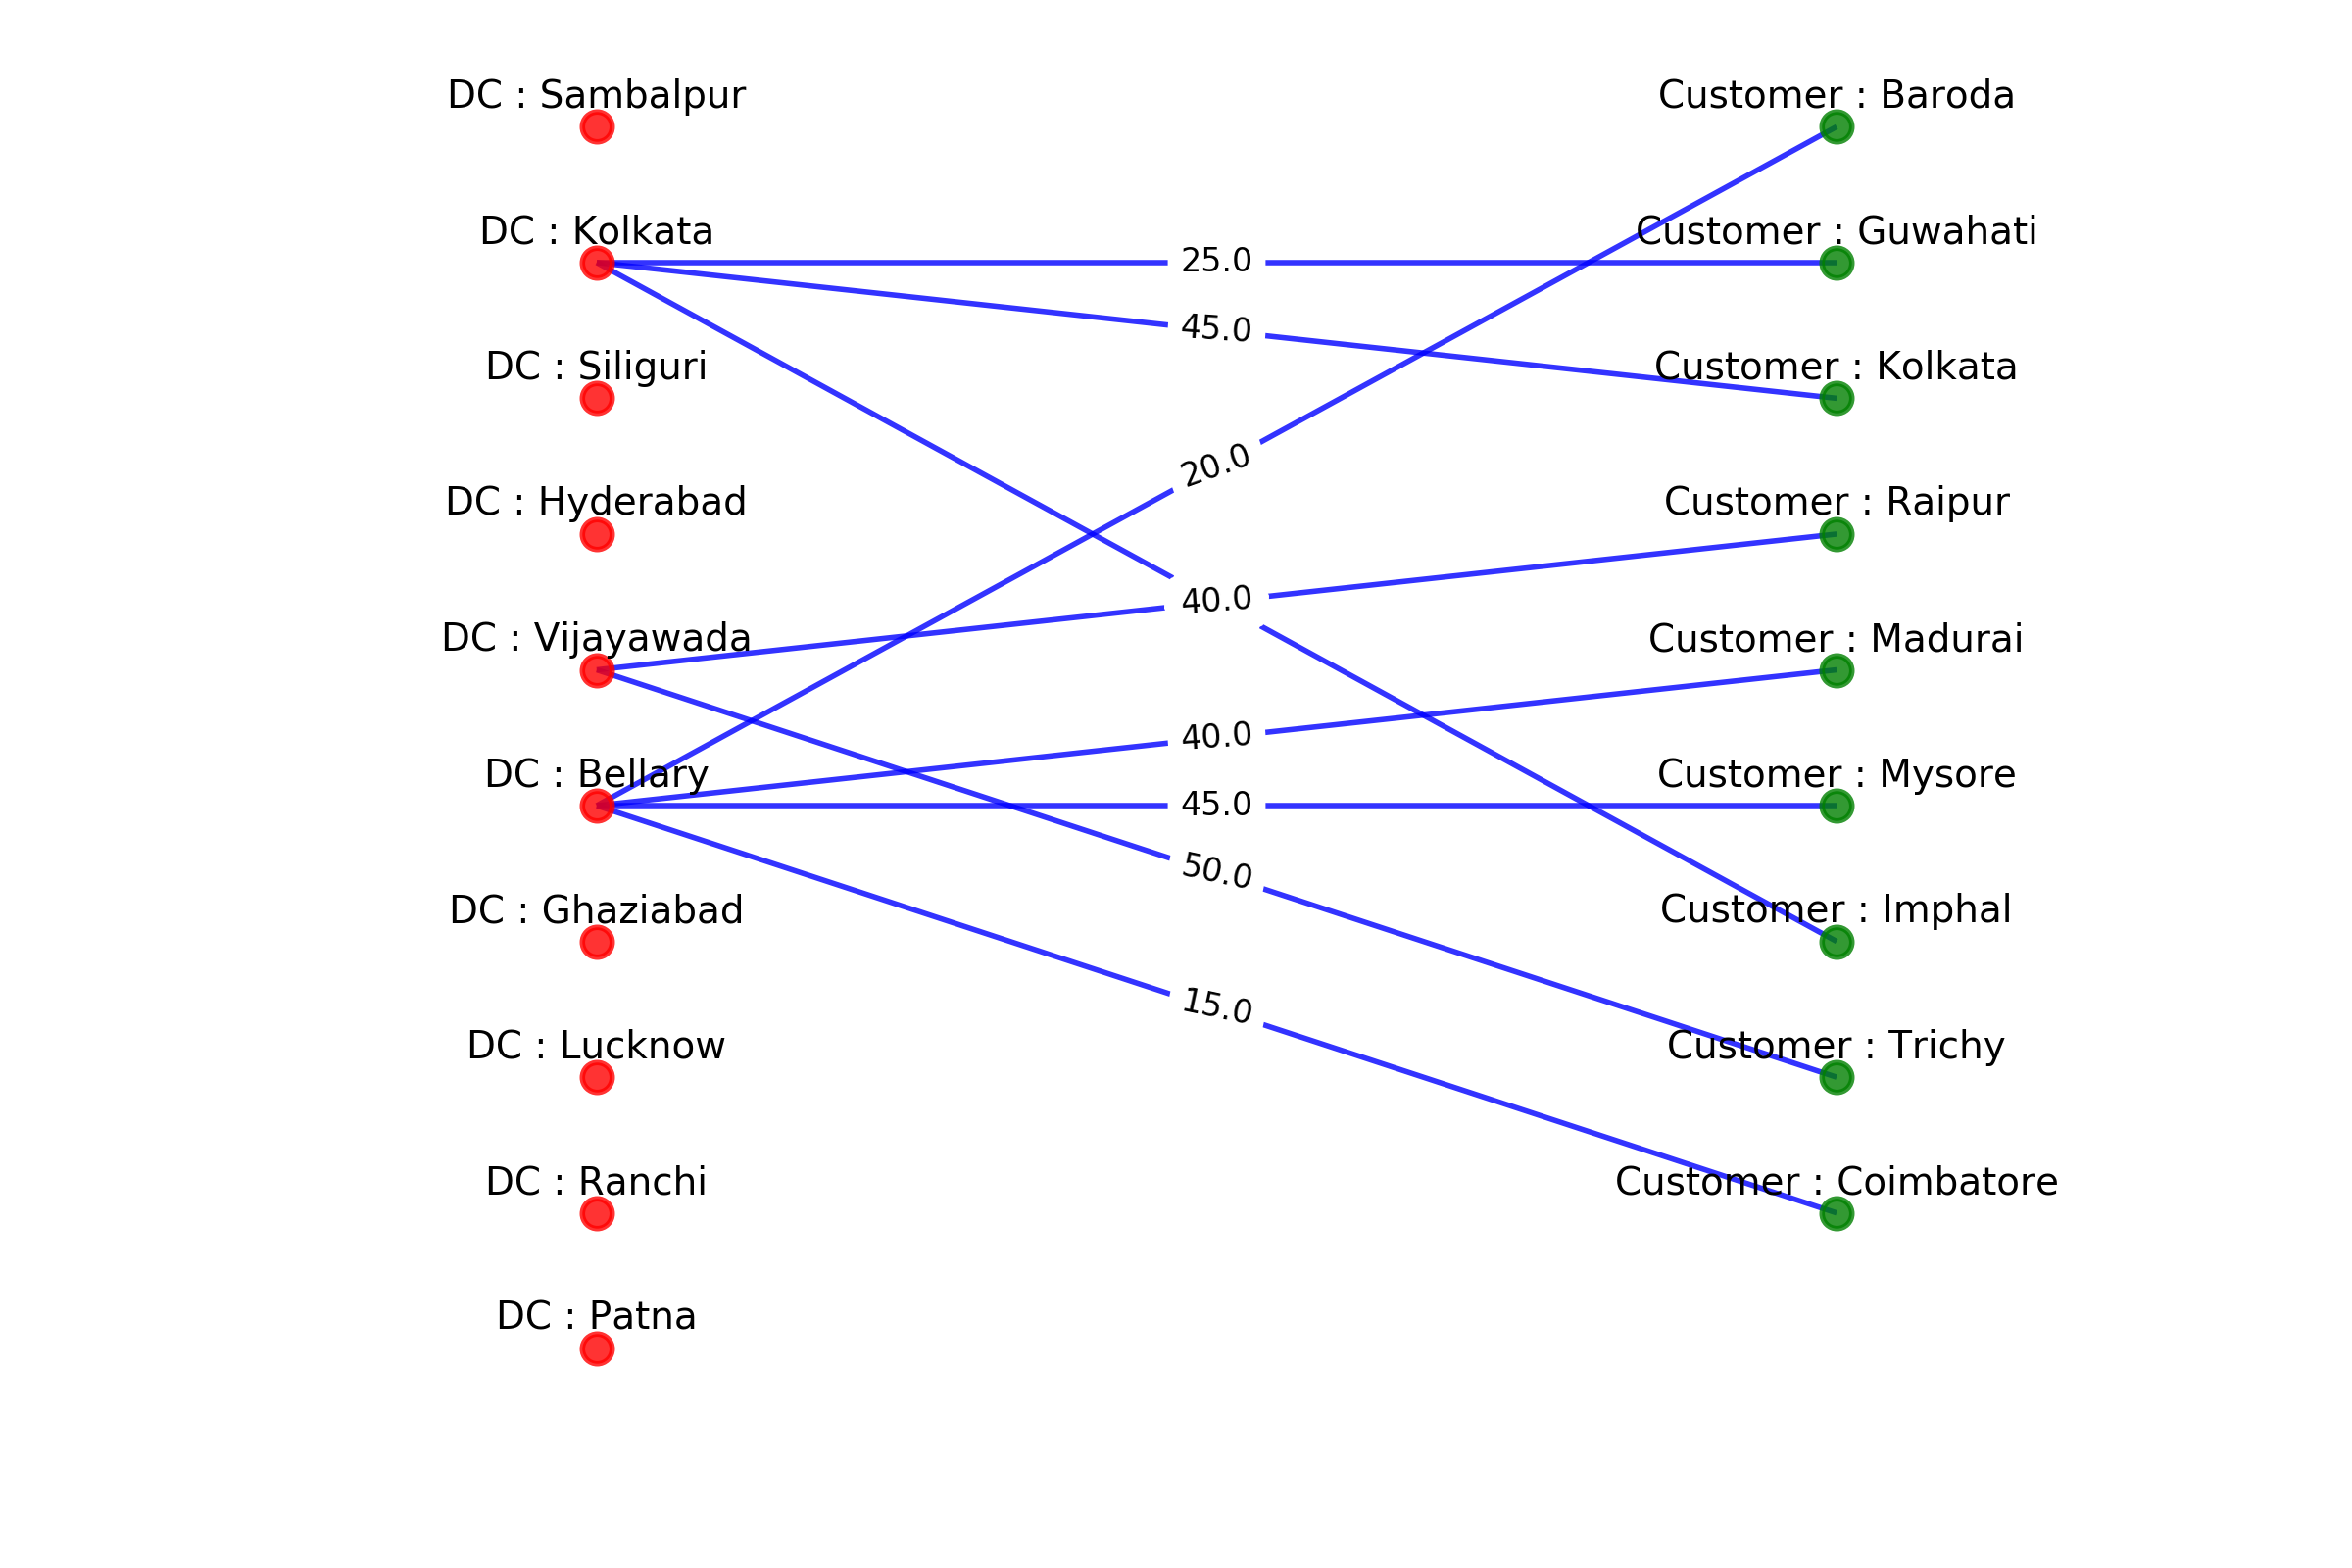 DC : Sambalpur
DC : Kolkata
DC : Siliguri
DC : Hyderabad
DC : Vijayawada
DC : Bellary
DC : Ghaziabad
DC : Lucknow
DC : Ranchi
DC : Patna
25.0
45.0
20.0
40.0
40.0
45.0
50.0
15.0
Customer : Baroda
Customer : Guwahati
Customer : Kolkata
Customer : Raipur
Customer : Madurai
Customer : Mysore
Customer : Imphal
Customer : Trichy
Customer : Coimbatore